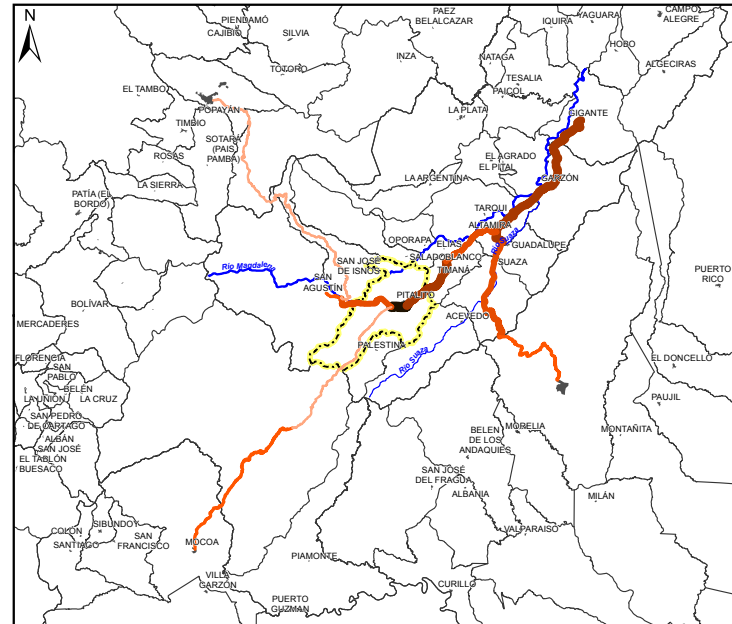 N
PIENDAMÓ
CAJIBIO
SILVIA
PAEZ
BELALCAZAR
IQUIRA
YAGUARA
CAMPO
ALEGRE
HOBO
INZA
NATAGA
ALGECIRAS
TOTORO
TESALIA
PAICOL
EL TAMBO
POPAYÁN
LA PLATA
GIGANTE
TIMBIO
SOTARÁ
(PAIS
PAMBA)
ROSAS
EL AGRADO
EL PITAL
LA SIERRA
LA ARGENTINA
GARZÓN
PATÍA (EL
BORDO)
TARQUI
ALTAMIRA
OPORAPA
ELIAS
Río Suaza
GUADALUPE
SALADOBLANCO
SAN JOSÉ
DE ISNOS
TIMANÁ
SUAZA
Río Magdalena
SAN
AGUSTÍN
PITALITO
PUERTO
RICO
BOLÍVAR
ACEVEDO
MERCADERES
PALESTINA
FLORENCIA
SAN
PABLO
Río Suaza
EL DONCELLO
BELÉN
LA UNIÓN
LA CRUZ
PAUJIL
SAN PEDRO
DE CARTAGO
ALBÁN
SAN JOSÉ
BELEN
DE LOS
ANDAQUIES
MORELIA
MONTAÑITA
EL TABLÓN
BUESACO
SAN JOSÉ
DEL FRAGUA
ALBANIA
MILÁN
COLON
SIBUNDOY
SANTIAGO
SAN
FRANCISCO
MOCOA
VALPARAISO
PIAMONTE
VILLA
GARZÓN
CURILLO
PUERTO
GUZMAN